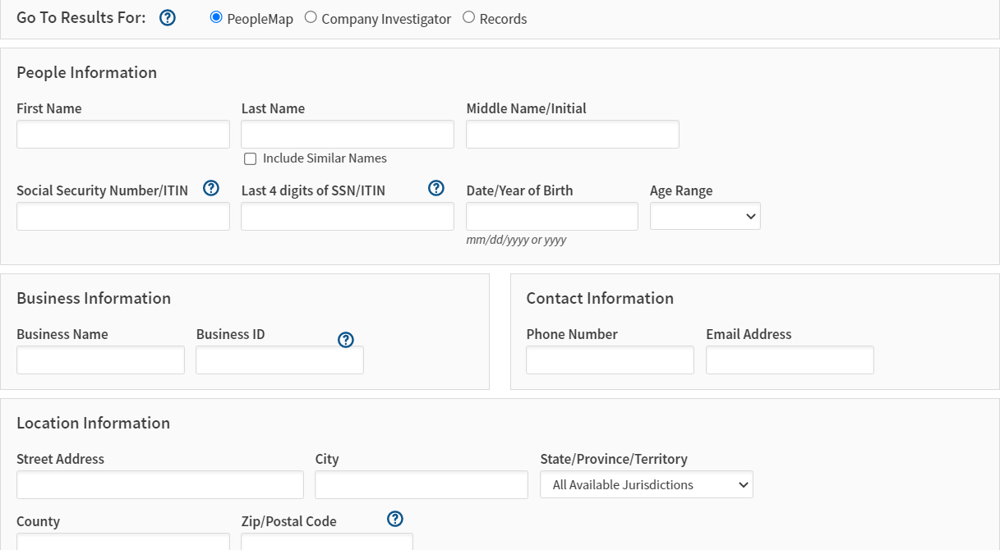 Go To Results For: ? PeopleMap Company Investigator Records
People Information
First Name Last Name Middle Name/Initial
Include Similar Names
Social Security Number/ITIN ? Last 4 digits of SSN/ITIN ? Date/Year of Birth Age Range
mm/dd/yyyy or yyyy
Business Information Contact Information
Business Name Business ID ? Phone Number Email Address
Location Information
Street Address City State/Province/Territory
All Available Jurisdictions
County Zip/Postal Code ?